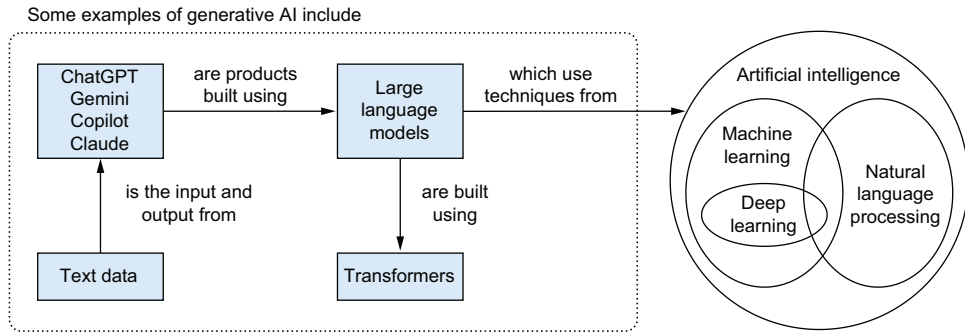 Some examples of generative AI include
ChatGPT
Gemini
Copilot
Claude
are products
built using
Large
language
models
which use
techniques from
is the input and
output from
are built
using
Text data
Transformers
Artificial intelligence
Machine
learning
Deep
learning
Natural
language
processing